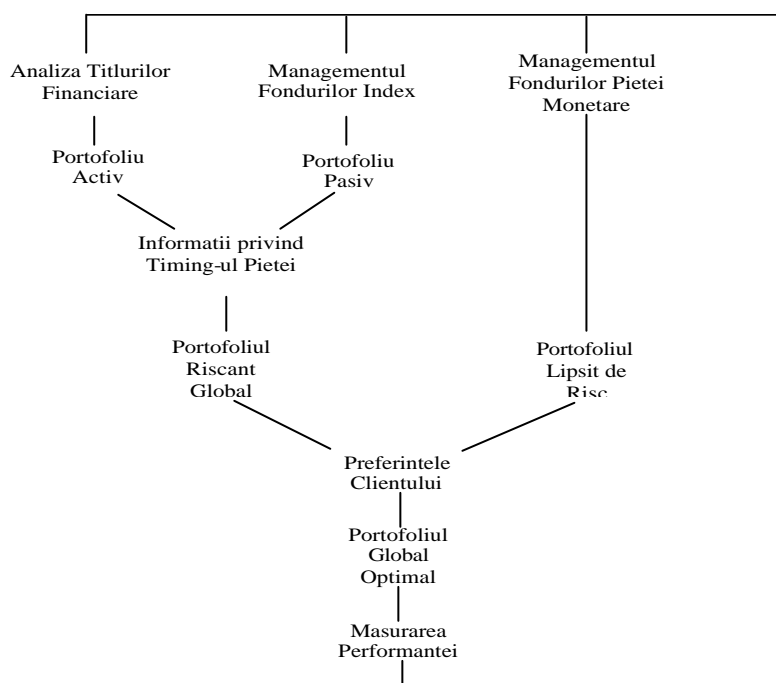 Analiza Titlurilor
Financiare
Managementul
Fondurilor Index
Managementul
Fondurilor Pietei
Monetare
Portofoliu
Activ
Portofoliu
Pasiv
Informatii privind
Timing-ul Pietei
Portofoliul
Riscant
Global
Portofoliul
Lipsit de
Risc
Preferintele
Clientului
Portofoliul
Global
Optimal
Masurarea
Performantei